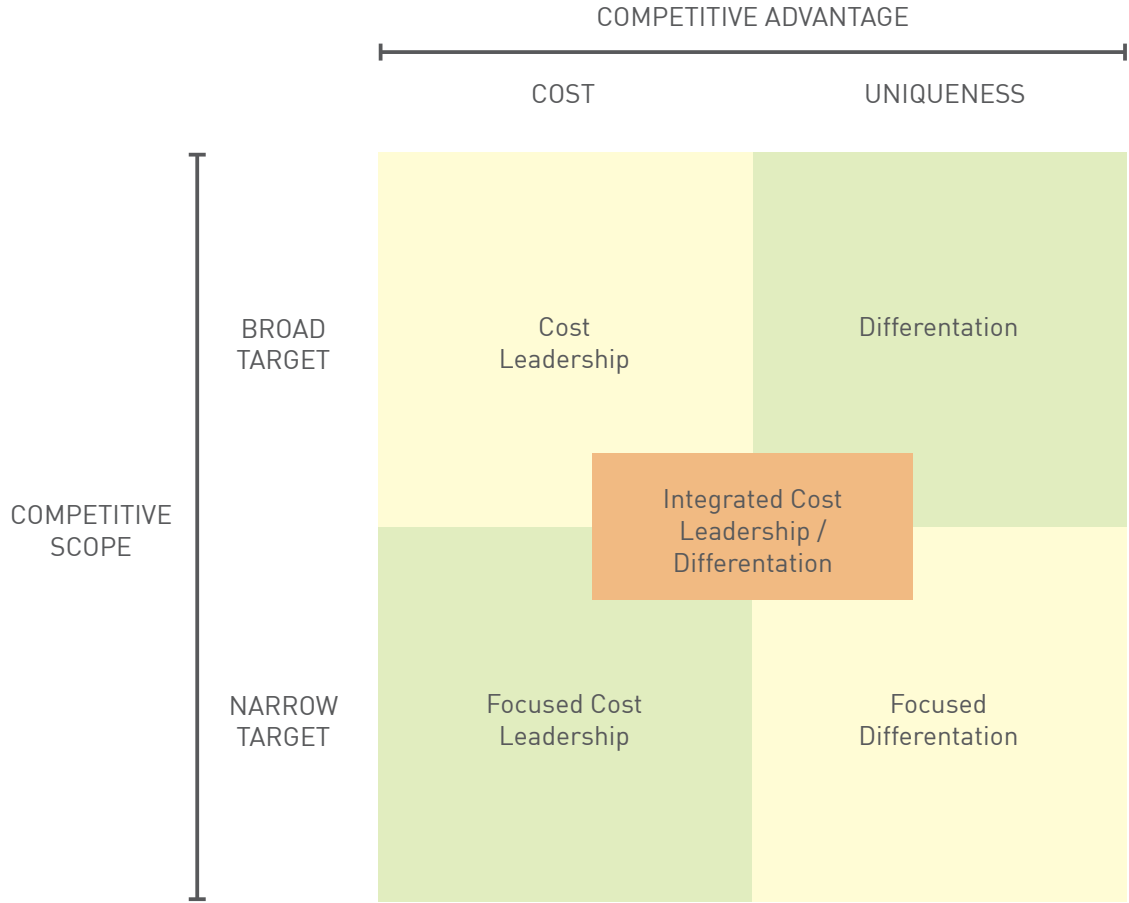 COMPETITIVE ADVANTAGE
COST
UNIQUENESS
BROAD
TARGET
Cost
Leadership
Differentation
Integrated Cost
Leadership /
Differentation
COMPETITIVE
SCOPE
NARROW
TARGET
Focused Cost
Leadership
Focused
Differentation